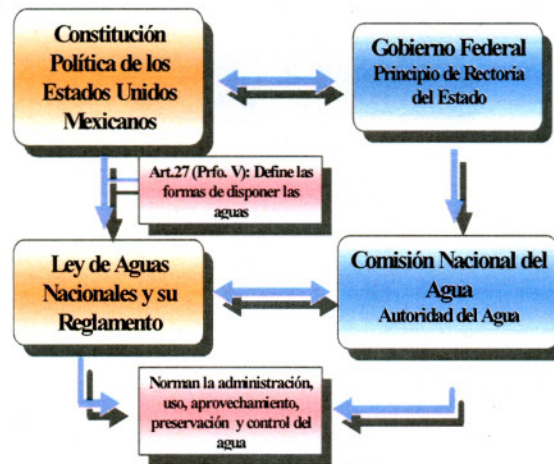 Constitución
Política de los
Estados Unidos
Mexicanos
Gobierno Federal
Principio de Rectoría
del Estado
Art.27 (Prfo. V): Define las
formas de disponer las
aguas
Ley de Aguas
Nacionales y su
Reglamento
Comisión Nacional del
Agua
Autoridad del Agua
Norman la administración,
uso, aprovechamiento,
preservación y control del
agua